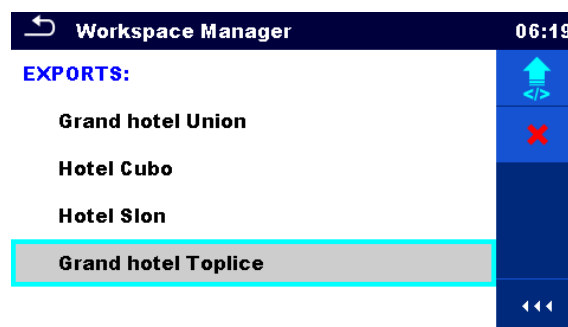 Workspace Manager
06:19
EXPORTS:
</>
Grand hotel Union
Hotel Cubo
Hotel Slon
Grand hotel Toplice